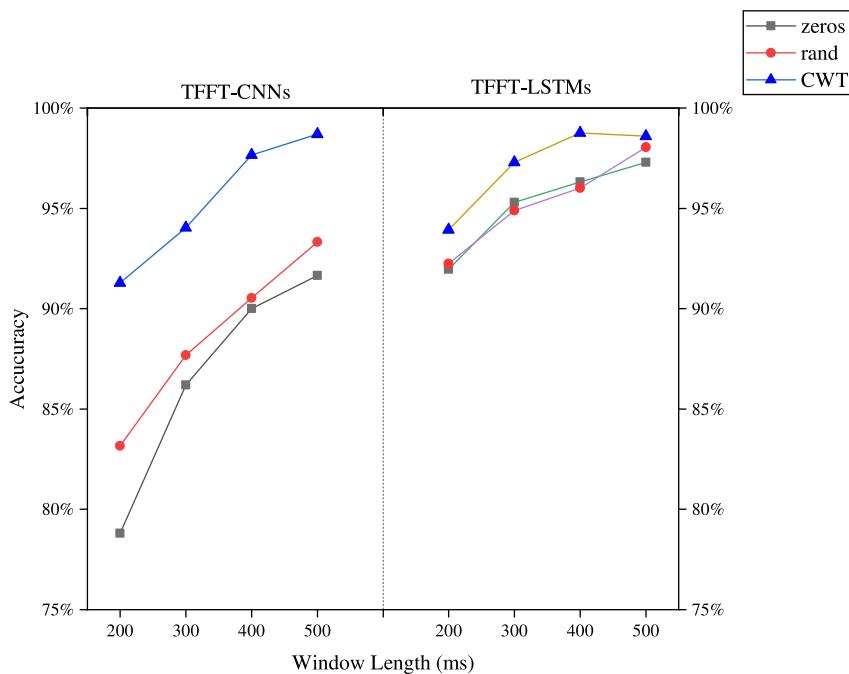 zeros
rand
CWT
TFFT-CNNs
TFFT-LSTMs
100%
95%
90%
85%
80%
75%
100%
95%
90%
85%
80%
75%
Accucuracy
200 300 400 500 200 300 400 500
Window Length (ms)